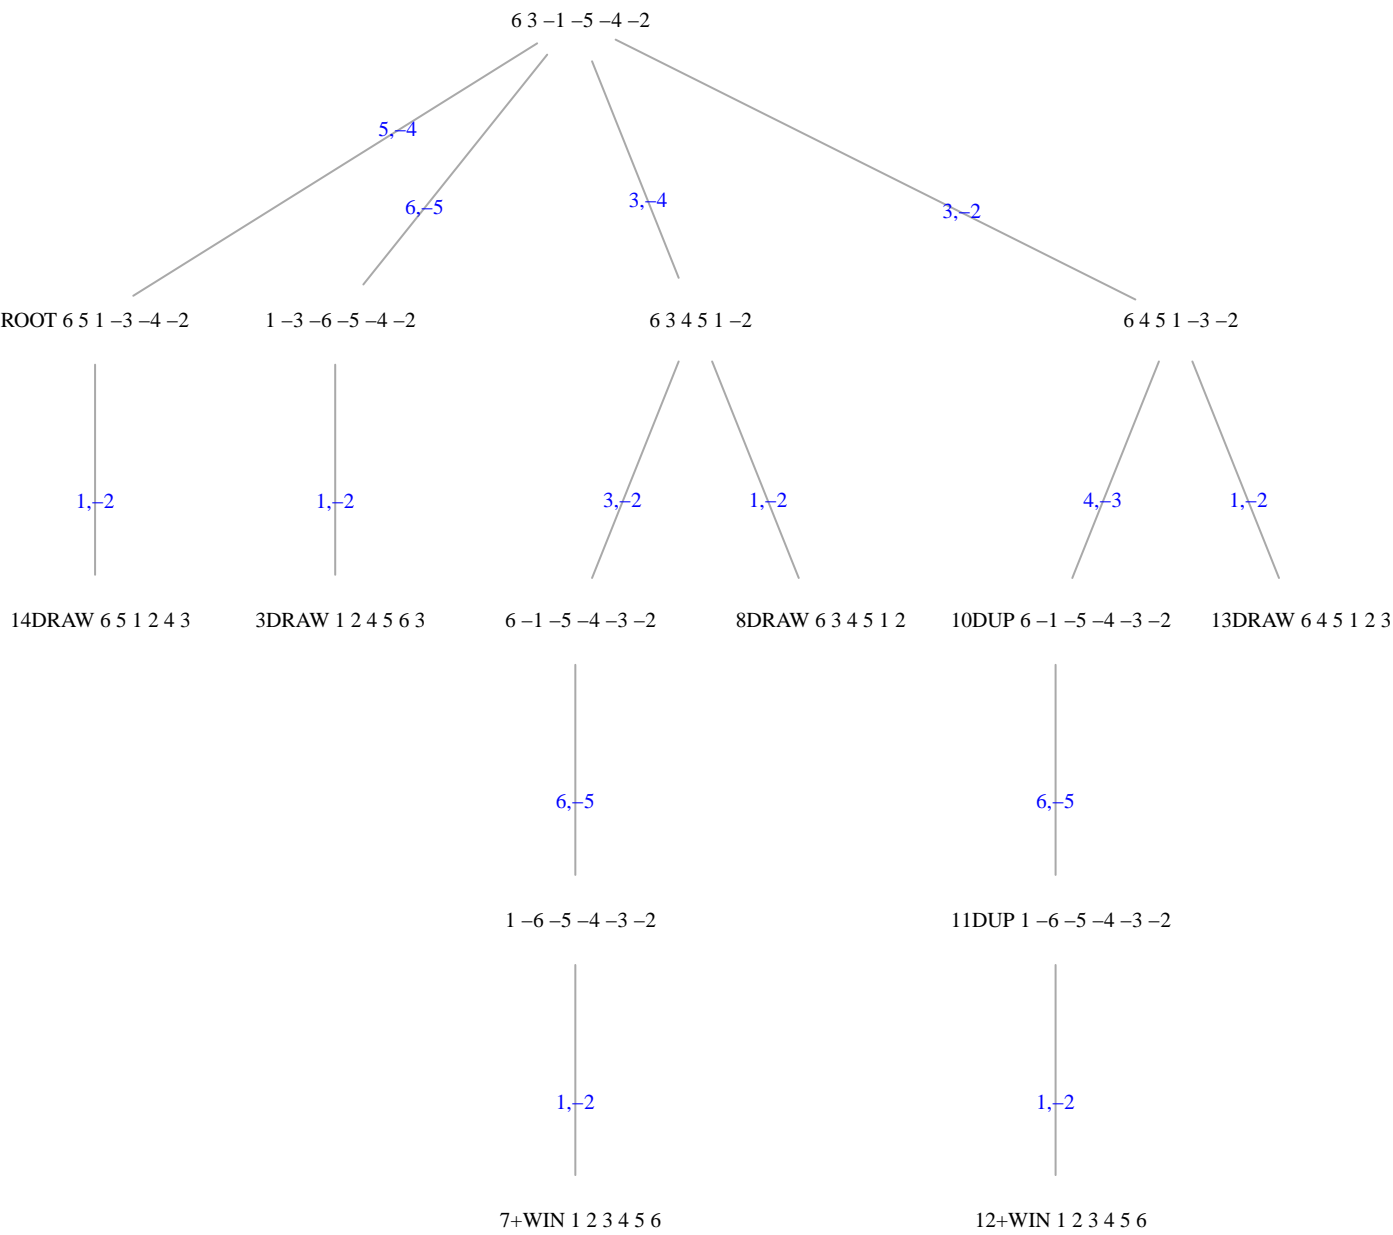 6 3 –1 –5 –4 –2
5,–4
6,–5
3,–4
3,–2
ROOT 6 5 1 –3 –4 –2
1 –3 –6 –5 –4 –2
6 3 4 5 1 –2
6 4 5 1 –3 –2
1,–2
1,–2
3,–2
1,–2
4,–3
1,–2
14DRAW 6 5 1 2 4 3
3DRAW 1 2 4 5 6 3
6 –1 –5 –4 –3 –2
8DRAW 6 3 4 5 1 2
10DUP 6 –1 –5 –4 –3 –2
13DRAW 6 4 5 1 2 3
6,–5
6,–5
1 –6 –5 –4 –3 –2
11DUP 1 –6 –5 –4 –3 –2
1,–2
1,–2
7+WIN 1 2 3 4 5 6
12+WIN 1 2 3 4 5 6